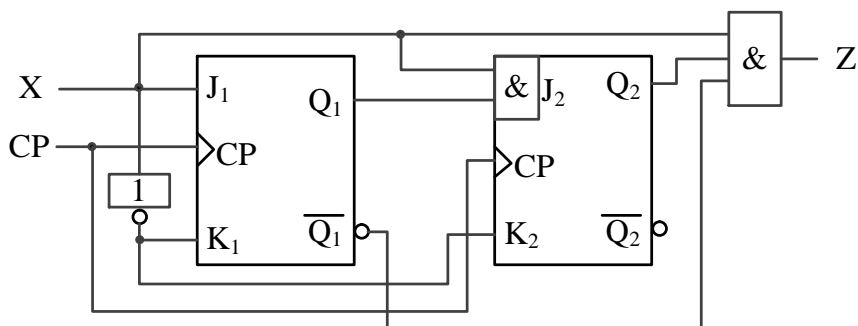 X
CP
1
J₁
CP
K₁
Q₁
Q̅₁
&
J₂
CP
K₂
Q₂
Q̅₂
&
Z